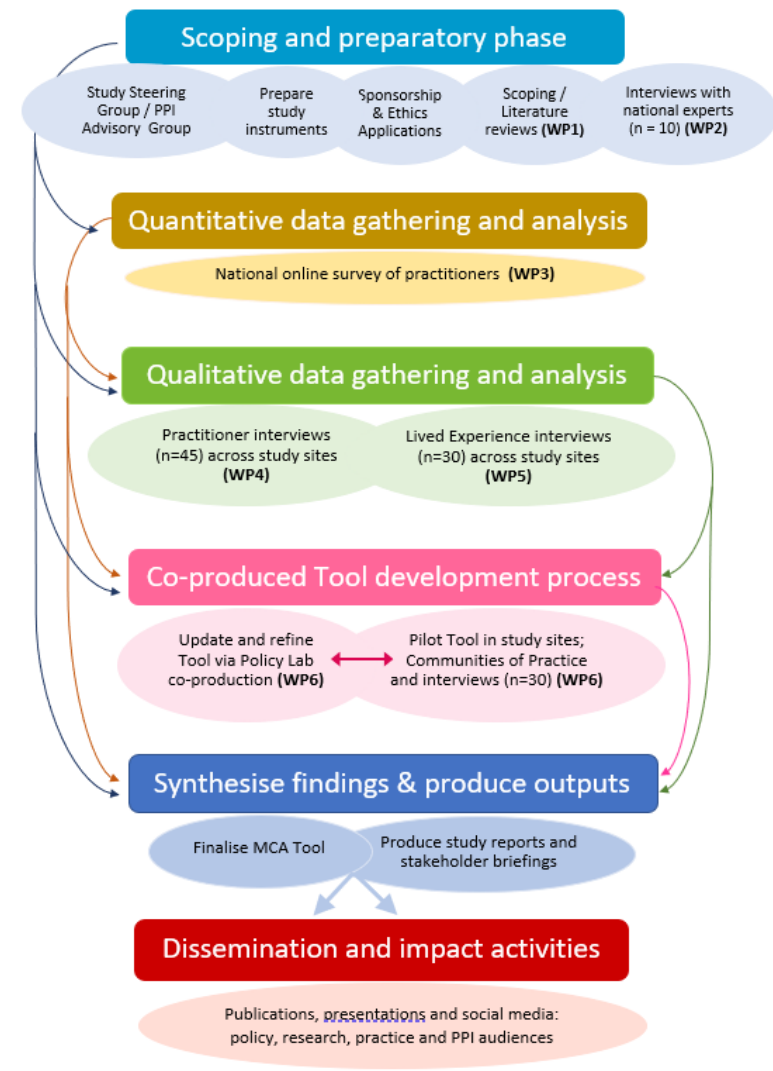 Scoping and preparatory phase
Study Steering
Group / PPI
Advisory Group
Prepare
study
instruments
Sponsorship
& Ethics
Applications
Scoping /
Literature
reviews (WP1)
Interviews with
national experts
(n = 10) (WP2)
Quantitative data gathering and analysis
National online survey of practitioners (WP3)
Qualitative data gathering and analysis
Practitioner interviews
(n=45) across study sites
(WP4)
Lived Experience interviews
(n=30) across study sites
(WP5)
Co-produced Tool development process
Update and refine
Tool via Policy Lab
co-production (WP6)
Pilot Tool in study sites;
Communities of Practice
and interviews (n=30) (WP6)
Synthesise findings & produce outputs
Finalise MCA Tool
Produce study reports and
stakeholder briefings
Dissemination and impact activities
Publications, presentations and social media:
policy, research, practice and PPI audiences